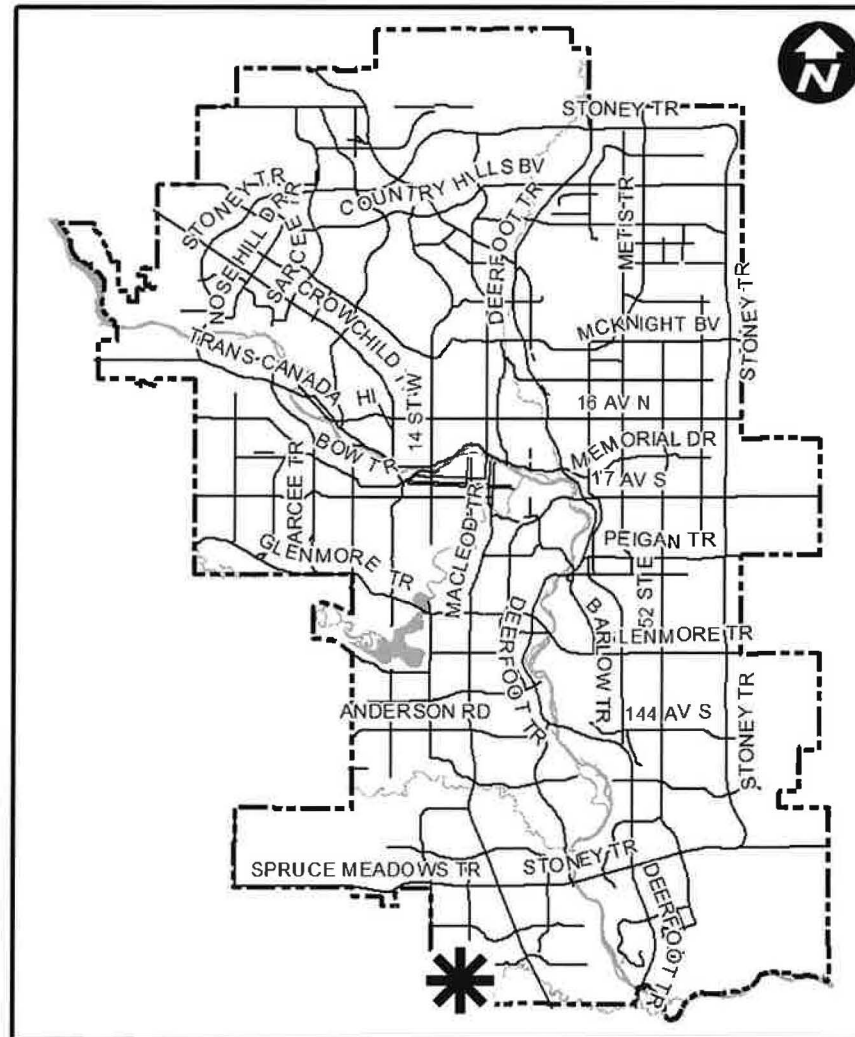 N
STONEY TR
COUNTRY HILLS BV
STONEY TR
NOSE HILL DR
SARCEE TR
CROWCHILD TR
DEERFOOT TR
METIS TR
STONEY TR
MCKNIGHT BV
TRANS-CANADA HI
14 ST W
16 AV N
BOW TR
MEMORIAL DR
17 AV S
SARCEE TR
MACLEOD TR
PEIGAN TR
GLENMORE TR
52 ST E
DEERFOOT TR
BARLOW TR
GLENMORE TR
ANDERSON RD
144 AV S
STONEY TR
SPRUCE MEADOWS TR
STONEY TR
DEERFOOT TR